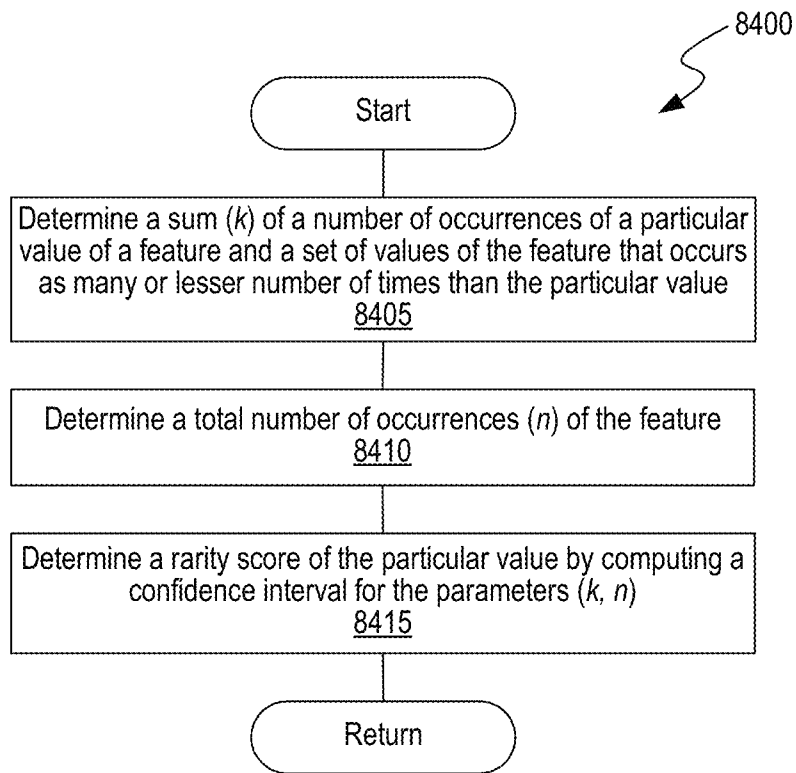 8400
Start
Determine a sum (k) of a number of occurrences of a particular
value of a feature and a set of values of the feature that occurs
as many or lesser number of times than the particular value
8405
Determine a total number of occurrences (n) of the feature
8410
Determine a rarity score of the particular value by computing a
confidence interval for the parameters (k, n)
8415
Return